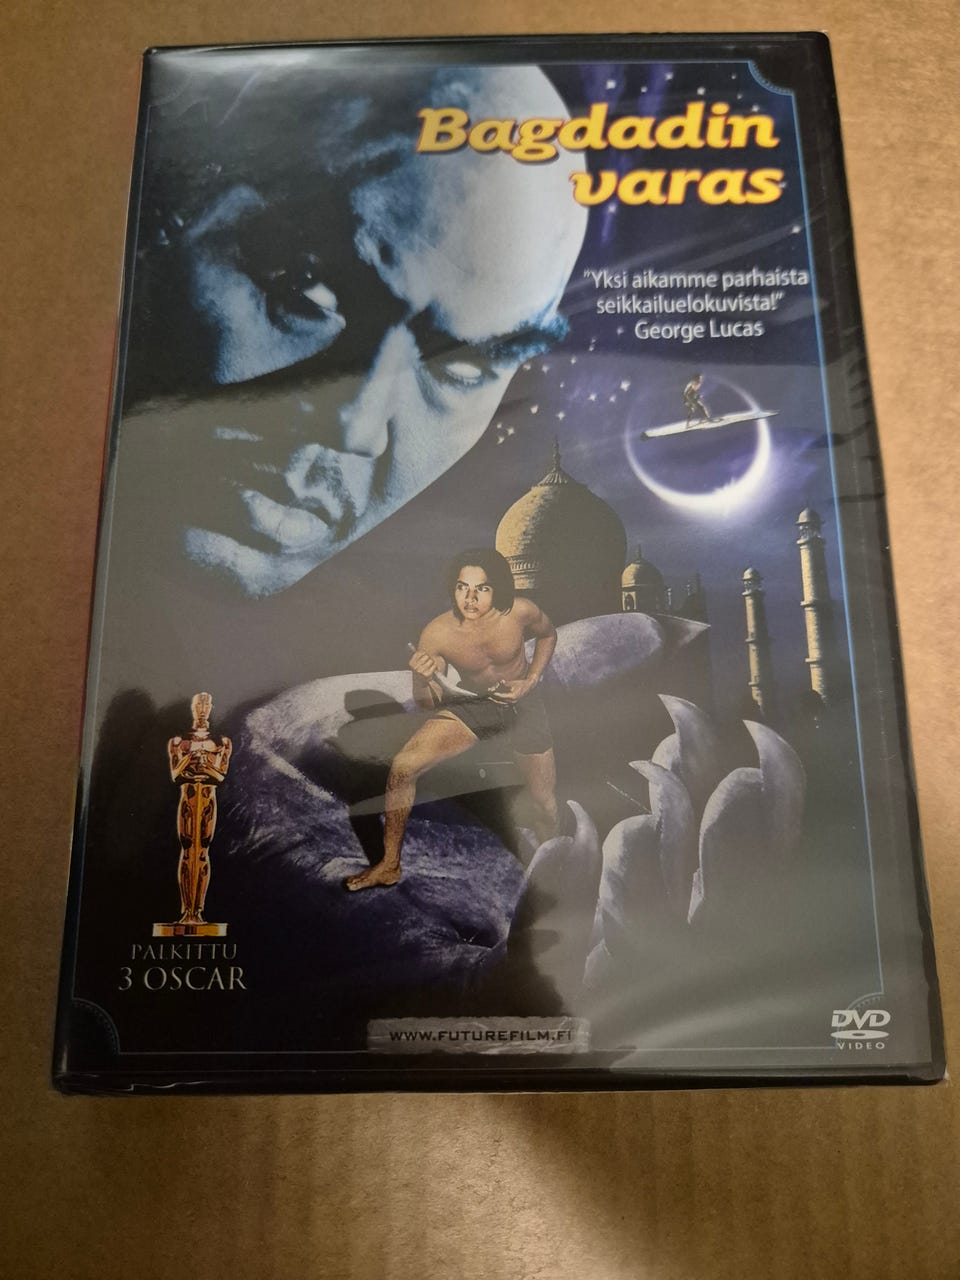 Bagdadin
varas
"Yksi aikamme parhaista
seikkailuelokuvista!"
George Lucas
PALKITTU
3 OSCAR
WWW.FUTUREFILM.FI
DVD
VIDEO